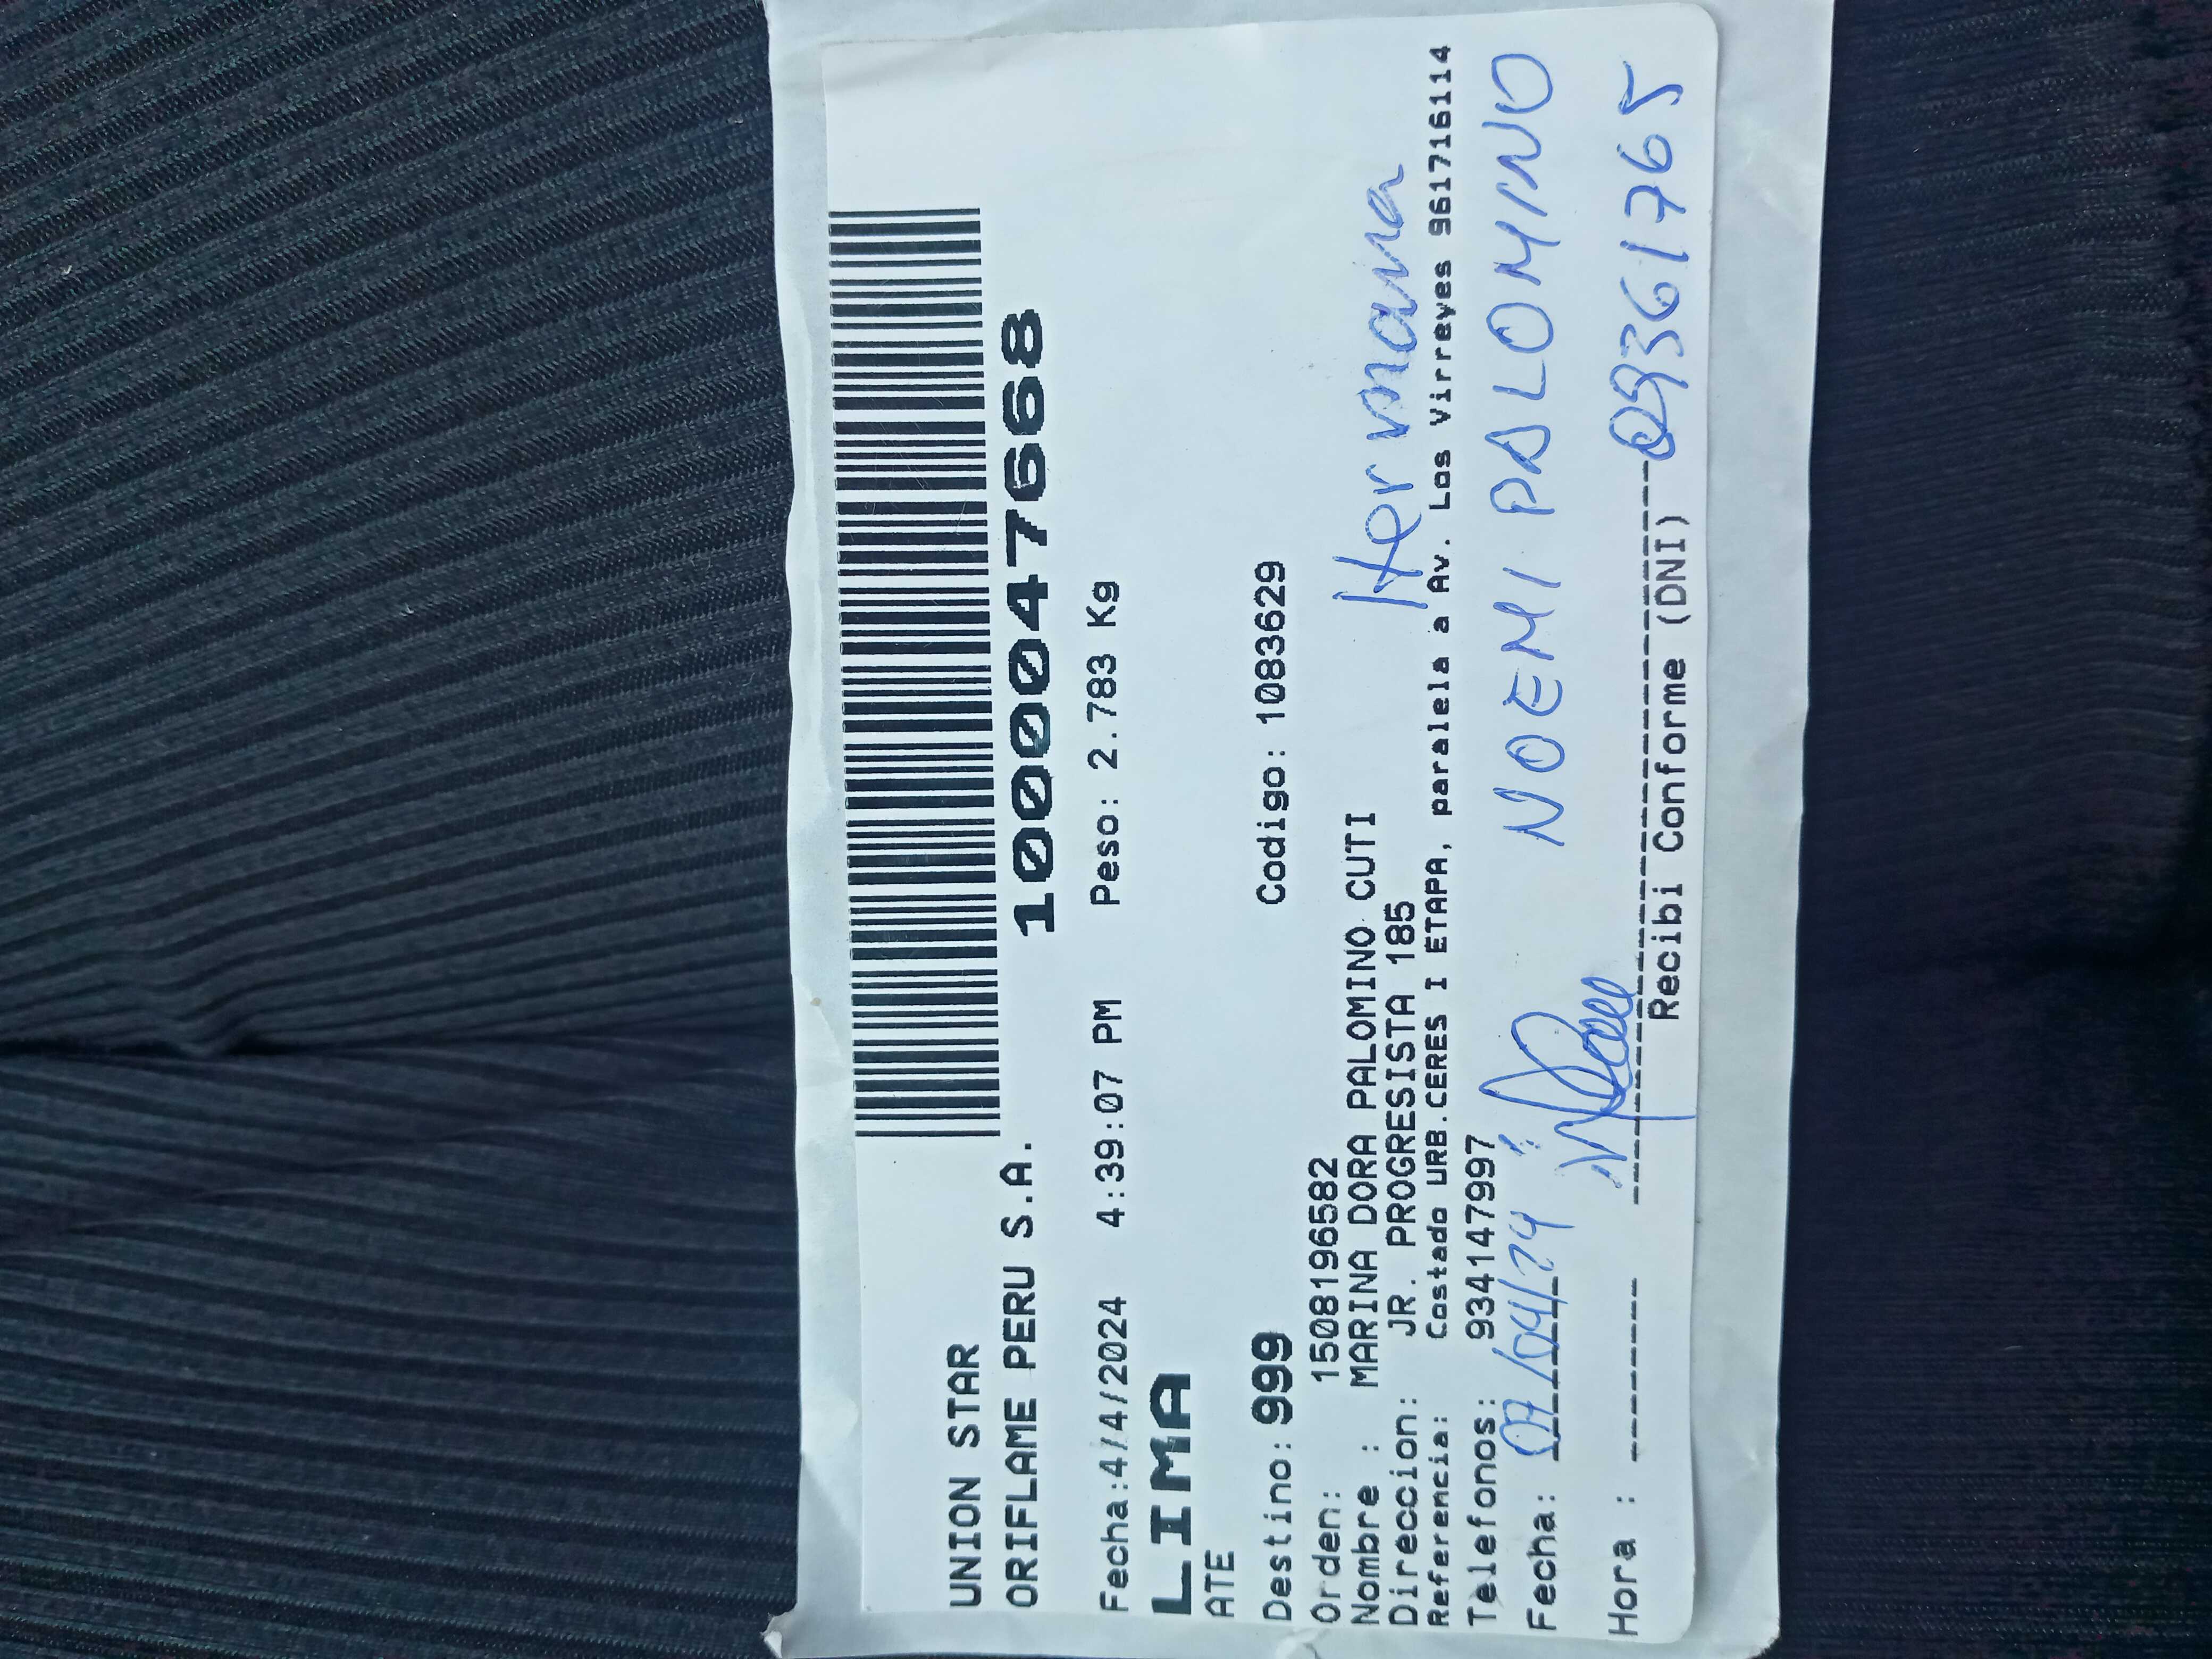 UNION STAR
ORIFLAME PERU S.A.
1000047668
Fecha:4/4/2024 4:39:07 PM Peso: 2.783 Kg
LIMA
ATE
Destino: 999 Codigo: 1083629
Orden: 1508196582
Nombre : MARINA DORA PALOMINO CUTI
Hermana
Direccion: JR. PROGRESISTA 185
Referencia: Costado URB.CERES I ETAPA, paralela a Av. Los Virreyes 961716114
Telefonos: 934147997
Fecha: 07/04/24 NOEMI PALOMINO
Hora : 09361765
Recibi Conforme (DNI)